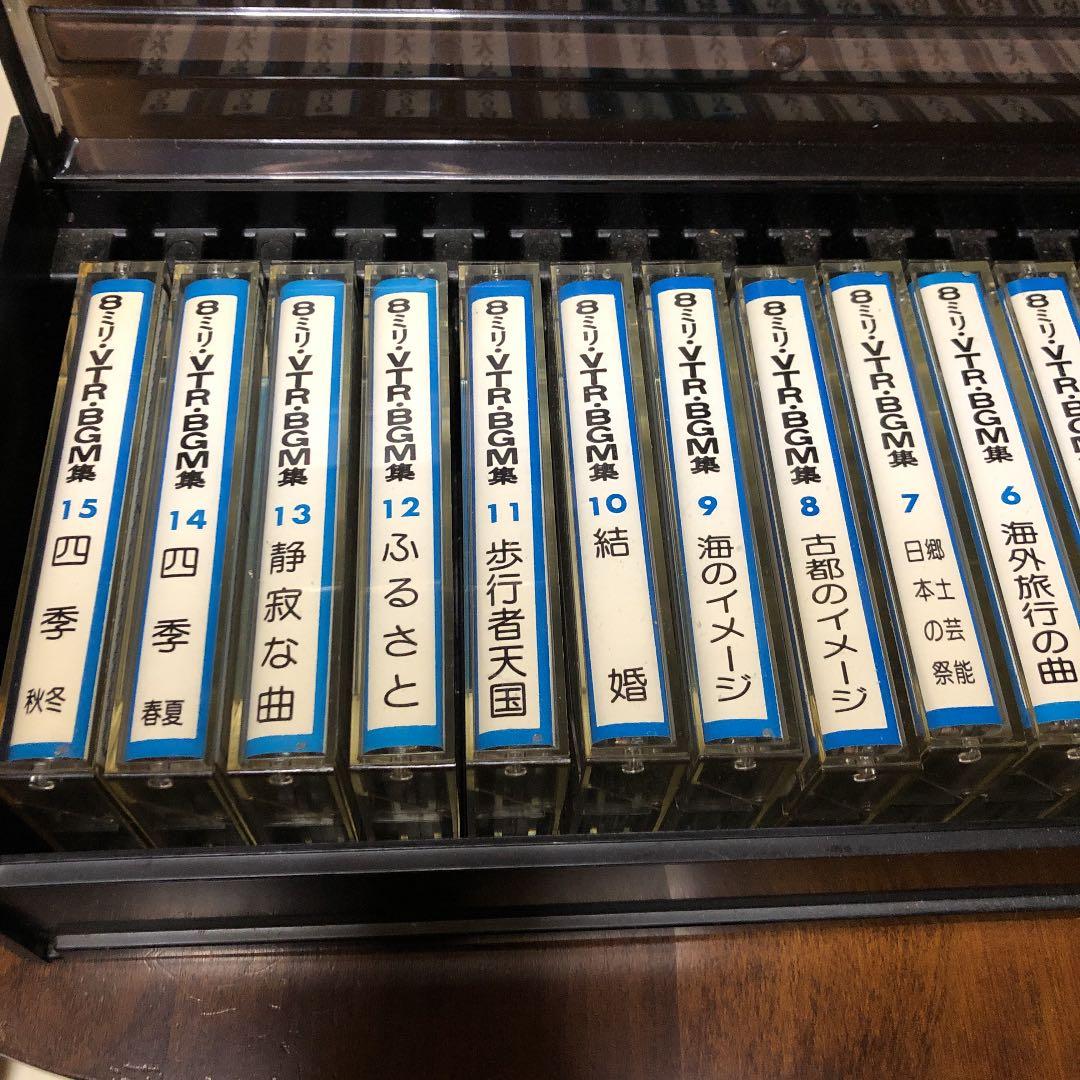 8ミリ・VTR・BGM集 15 四季 秋冬
8ミリ・VTR・BGM集 14 四季 春夏
8ミリ・VTR・BGM集 13 静寂な曲
8ミリ・VTR・BGM集 12 ふるさと
8ミリ・VTR・BGM集 11 歩行者天国
8ミリ・VTR・BGM集 10 結婚
8ミリ・VTR・BGM集 9 海のイメージ
8ミリ・VTR・BGM集 8 古都のイメージ
8ミリ・VTR・BGM集 7 郷土芸能 日本の祭
8ミリ・VTR・BGM集 6 海外旅行の曲
8ミリ・VTR・BG